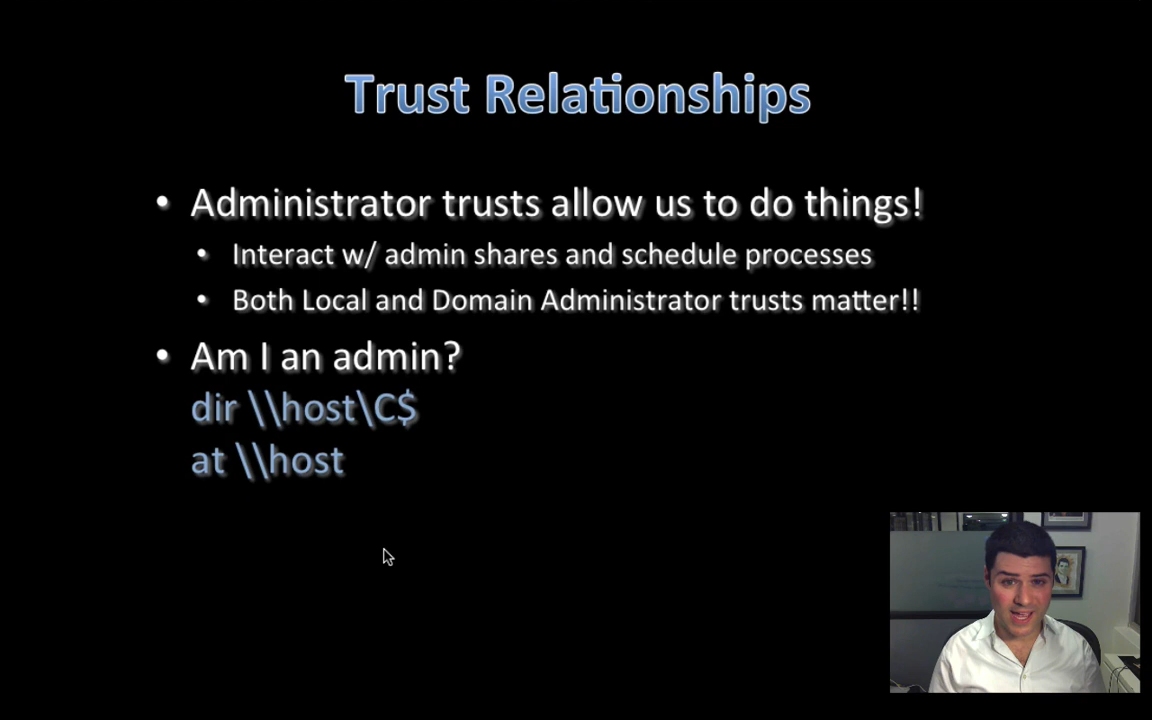 Trust Relationships
• Administrator trusts allow us to do things!
• Interact w/ admin shares and schedule processes
• Both Local and Domain Administrator trusts matter!!
• Am I an admin?
dir \\host\C$
at \\host